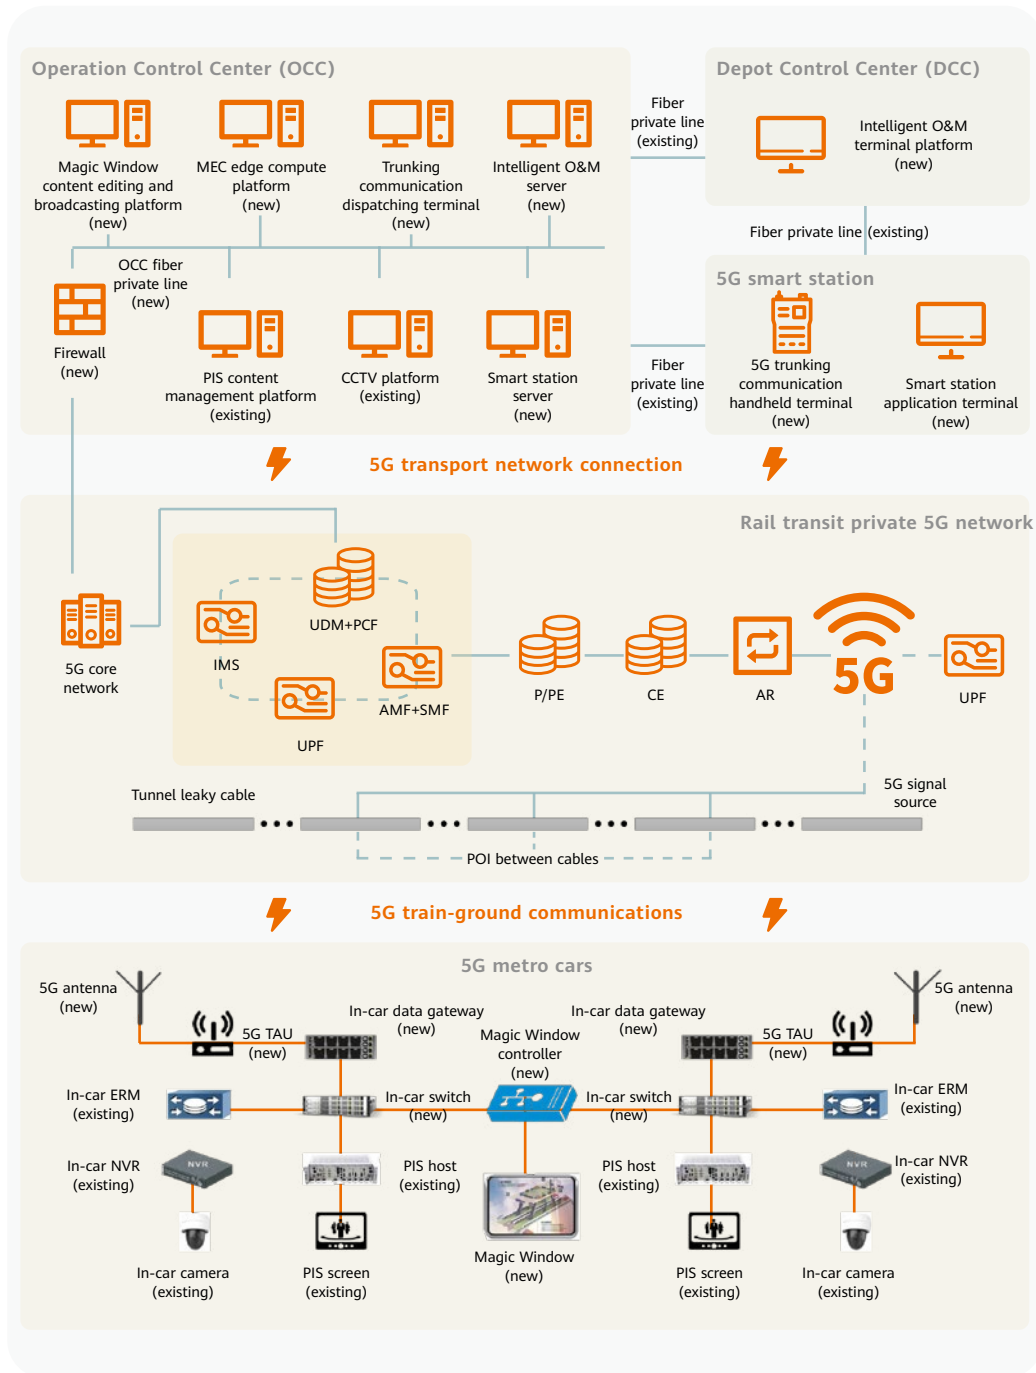 Operation Control Center (OCC)
Magic Window
content editing and
broadcasting platform
(new)
MEC edge compute
platform
(new)
Trunking
communication
dispatching terminal
(new)
Intelligent O&M
server
(new)
Fiber
private line
(existing)
Depot Control Center (DCC)
Intelligent O&M
terminal platform
(new)
Fiber private line (existing)
OCC fiber
private line
(new)
Firewall
(new)
PIS content
management platform
(existing)
CCTV platform
(existing)
Smart station
server
(new)
Fiber
private line
(existing)
5G smart station
5G trunking
communication
handheld terminal
(new)
Smart station
application terminal
(new)
5G transport network connection
Rail transit private 5G network
5G core
network
UDM+PCF
IMS
AMF+SMF
UPF
P/PE
CE
AR
5G
UPF
Tunnel leaky cable
5G signal
source
POI between cables
5G train-ground communications
5G metro cars
5G antenna
(new)
5G TAU
(new)
In-car data gateway
(new)
Magic Window
controller
(new)
In-car data gateway
(new)
5G TAU
(new)
5G antenna
(new)
In-car ERM
(existing)
In-car switch
(new)
In-car switch
(new)
In-car ERM
(existing)
In-car NVR
(existing)
NVR
PIS host
(existing)
PIS host
(existing)
NVR
In-car NVR
(existing)
In-car camera
(existing)
PIS screen
(existing)
Magic Window
(new)
PIS screen
(existing)
In-car camera
(existing)